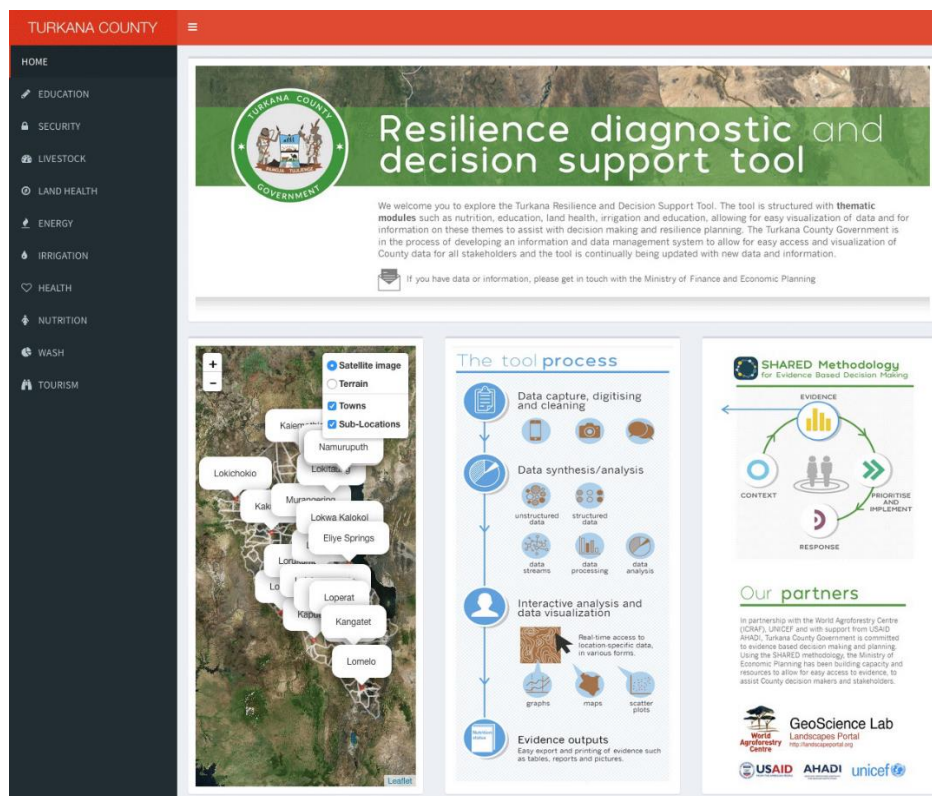 TURKANA COUNTY
HOME
EDUCATION
SECURITY
LIVESTOCK
LAND HEALTH
ENERGY
IRRIGATION
HEALTH
NUTRITION
WASH
TOURISM
TURKANA COUNTY
GOVERNMENT
Resilience diagnostic and
decision support tool
We welcome you to explore the Turkana Resilience and Decision Support Tool. The tool is structured with thematic
modules such as nutrition, education, land health, irrigation and education, allowing for easy visualization of data and for
information on these themes to assist with decision making and resilience planning. The Turkana County Government is
in the process of developing an information and data management system to allow for easy access and visualization of
County data for all stakeholders and the tool is continually being updated with new data and information.
If you have data or information, please get in touch with the Ministry of Finance and Economic Planning
+
-
Satellite image
Terrain
Towns
Sub-Locations
Namuruputh
Lokichokio
Lokwa Kalokol
Eliye Springs
Loperat
Kangatet
Lomelo
Leaflet
The tool process
Data capture, digitising
and cleaning
Data synthesis/analysis
unstructured
data
structured
data
data
streams
data
processing
data
analysis
Interactive analysis and
data visualization
Real-time access to
location-specific data,
in various forms.
graphs
maps
scatter
plots
Nutrition
status
Evidence outputs
Easy export and printing of evidence such
as tables, reports and pictures.
SHARED Methodology
for Evidence Based Decision Making
EVIDENCE
CONTEXT
PRIORITISE
AND
IMPLEMENT
RESPONSE
Our partners
In partnership with the World Agroforestry Centre
(ICRAF), UNICEF and with support from USAID
AHADI, Turkana County Government is committed
to evidence based decision making and planning.
Using the SHARED methodology, the Ministry of
Economic Planning has been building capacity and
resources to allow for easy access to evidence, to
assist County decision makers and stakeholders.
World
Agroforestry
Centre
GeoScience Lab
Landscapes Portal
http://landscapeportal.org
USAID
AHADI
unicef